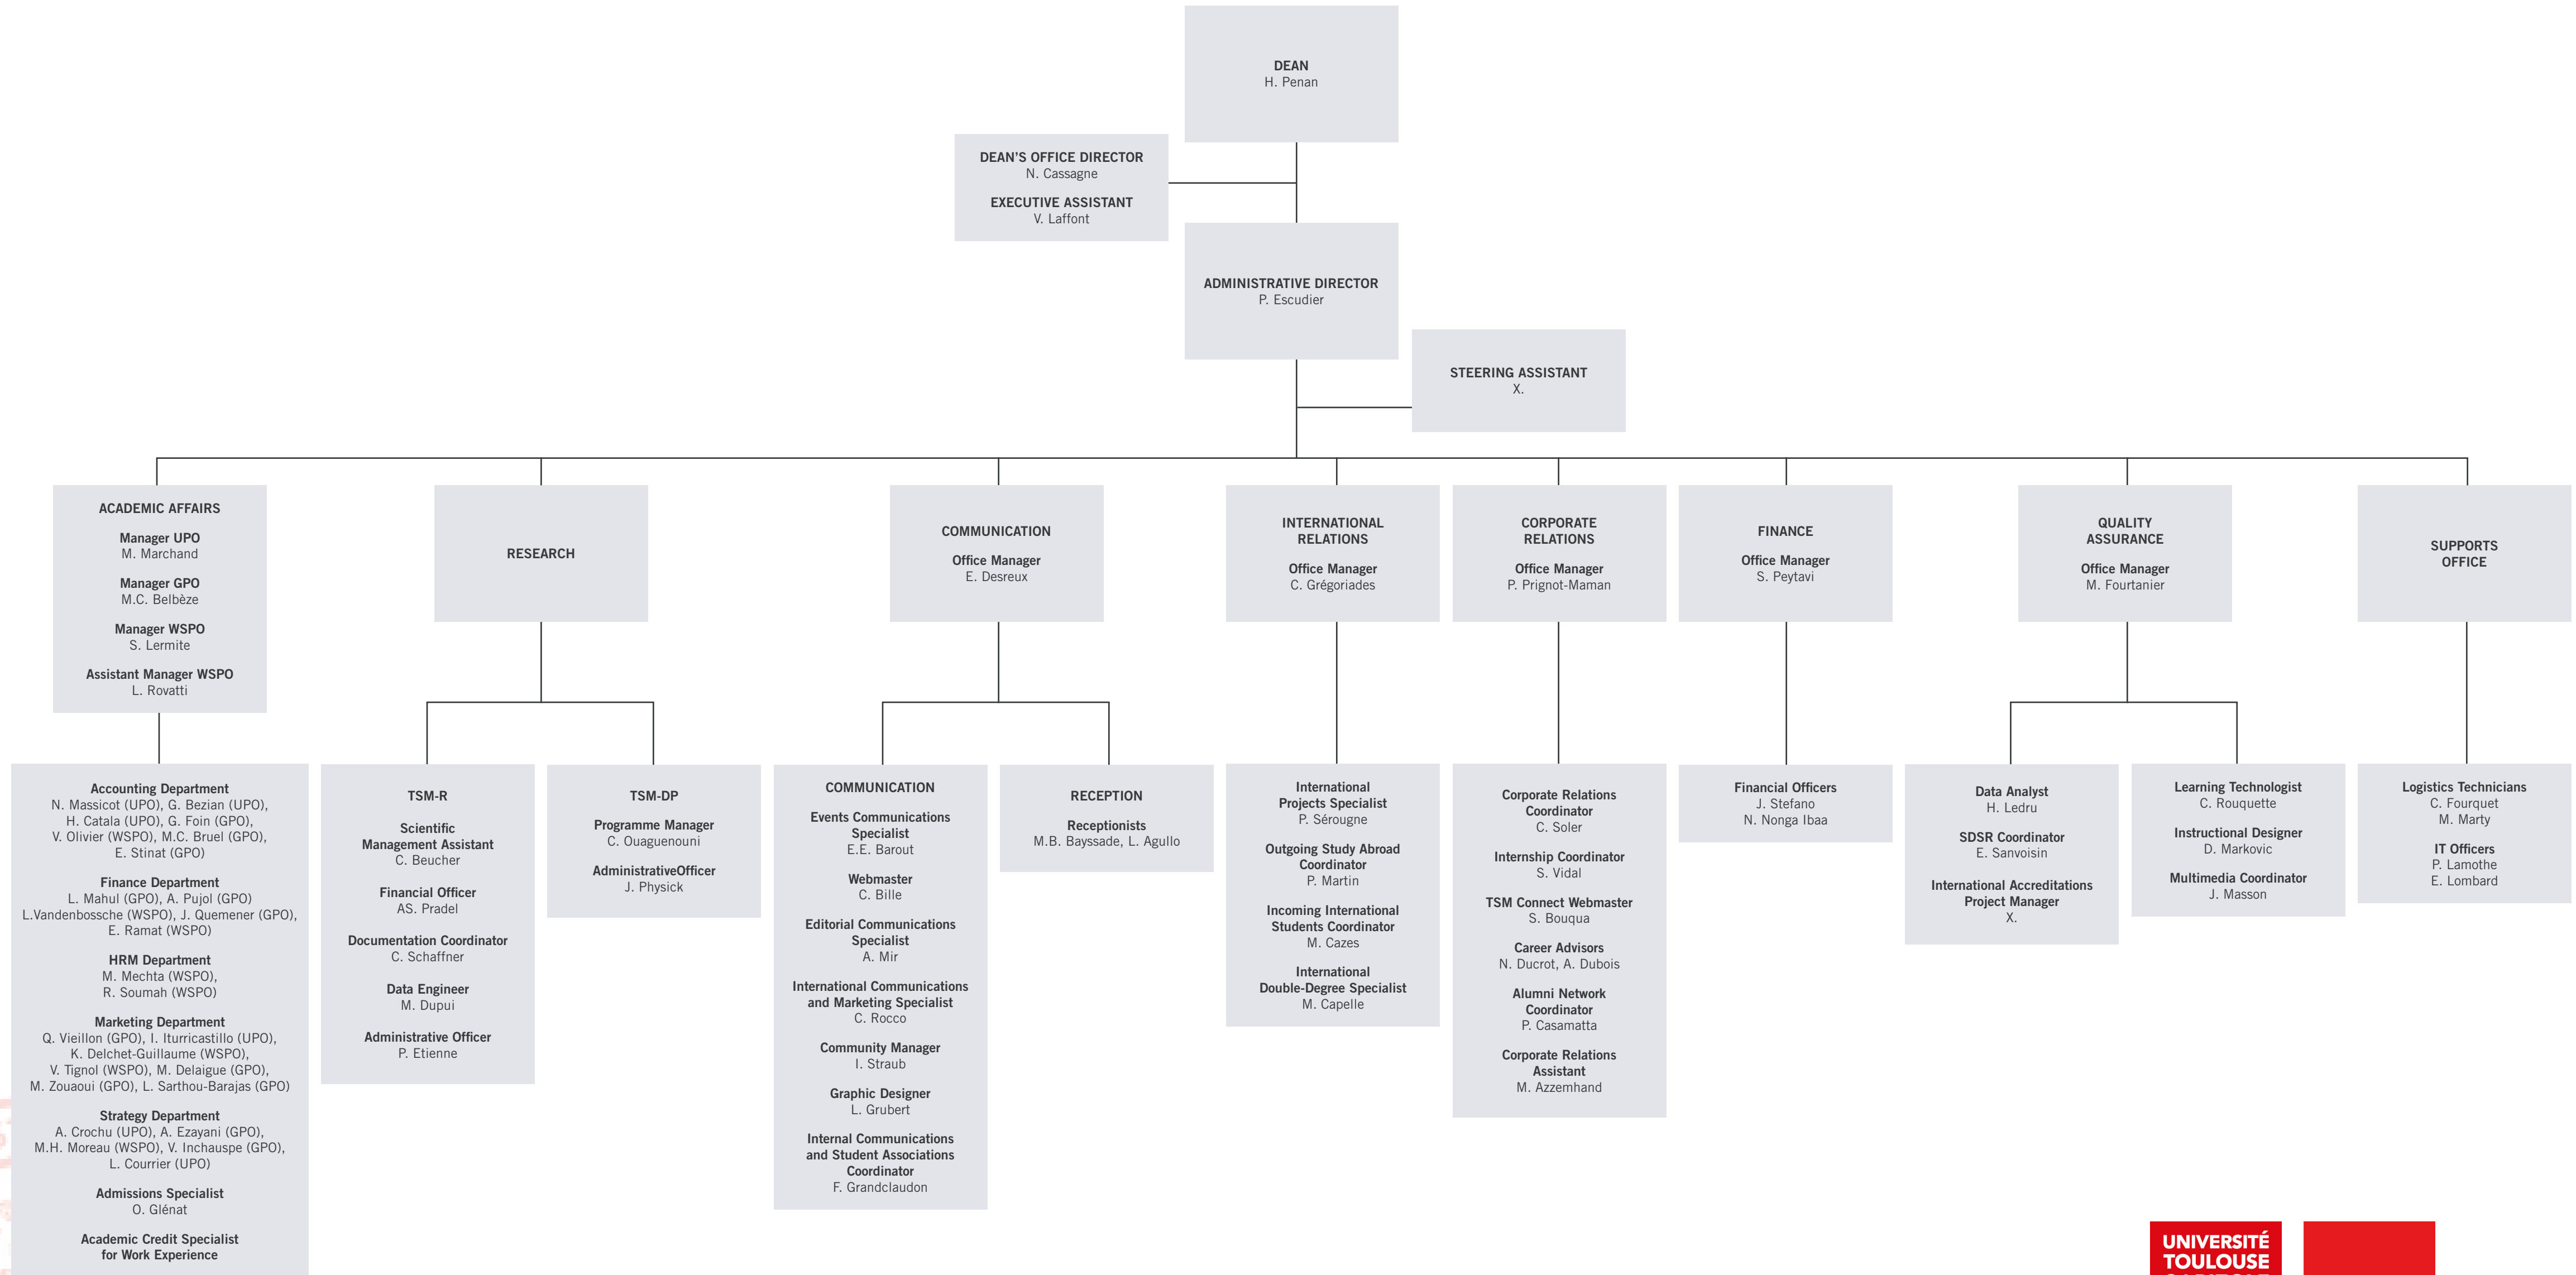 DEAN
H. Penan
DEAN'S OFFICE DIRECTOR
N. Cassagne
EXECUTIVE ASSISTANT
V. Laffont
ADMINISTRATIVE DIRECTOR
P. Escudier
STEERING ASSISTANT
X.
ACADEMIC AFFAIRS
Manager UPO
M. Marchand
Manager GPO
M.C. Belbèze
Manager WSPO
S. Lermite
Assistant Manager WSPO
L. Rovatti
RESEARCH
COMMUNICATION
Office Manager
E. Desreux
INTERNATIONAL
RELATIONS
Office Manager
C. Grégoriades
CORPORATE
RELATIONS
Office Manager
P. Prignot-Maman
FINANCE
Office Manager
S. Peytavi
QUALITY
ASSURANCE
Office Manager
M. Fourtanier
SUPPORTS
OFFICE
Accounting Department
N. Massicot (UPO), G. Bezian (UPO),
H. Catala (UPO), G. Foin (GPO),
V. Olivier (WSPO), M.C. Bruel (GPO),
E. Stinat (GPO)
Finance Department
L. Mahul (GPO), A. Pujol (GPO)
L.Vandenbossche (WSPO), J. Quemener (GPO),
E. Ramat (WSPO)
HRM Department
M. Mechta (WSPO),
R. Soumah (WSPO)
Marketing Department
Q. Vieillon (GPO), I. Iturricastillo (UPO),
K. Delchet-Guillaume (WSPO),
V. Tignol (WSPO), M. Delaigue (GPO),
M. Zouaoui (GPO), L. Sarthou-Barajas (GPO)
Strategy Department
A. Crochu (UPO), A. Ezayani (GPO),
M.H. Moreau (WSPO), V. Inchauspe (GPO),
L. Courrier (UPO)
Admissions Specialist
O. Glénat
Academic Credit Specialist
for Work Experience
TSM-R
Scientific
Management Assistant
C. Beucher
Financial Officer
AS. Pradel
Documentation Coordinator
C. Schaffner
Data Engineer
M. Dupui
Administrative Officer
P. Etienne
TSM-DP
Programme Manager
C. Ouaguenouni
AdministrativeOfficer
J. Physick
COMMUNICATION
Events Communications
Specialist
E.E. Barout
Webmaster
C. Bille
Editorial Communications
Specialist
A. Mir
International Communications
and Marketing Specialist
C. Rocco
Community Manager
I. Straub
Graphic Designer
L. Grubert
Internal Communications
and Student Associations
Coordinator
F. Grandclaudon
RECEPTION
Receptionists
M.B. Bayssade, L. Agullo
International
Projects Specialist
P. Sérougne
Outgoing Study Abroad
Coordinator
P. Martin
Incoming International
Students Coordinator
M. Cazes
International
Double-Degree Specialist
M. Capelle
Corporate Relations
Coordinator
C. Soler
Internship Coordinator
S. Vidal
TSM Connect Webmaster
S. Bouqua
Career Advisors
N. Ducrot, A. Dubois
Alumni Network
Coordinator
P. Casamatta
Corporate Relations
Assistant
M. Azzemhand
Financial Officers
J. Stefano
N. Nonga Ibaa
Data Analyst
H. Ledru
SDSR Coordinator
E. Sanvoisin
International Accreditations
Project Manager
X.
Learning Technologist
C. Rouquette
Instructional Designer
D. Markovic
Multimedia Coordinator
J. Masson
Logistics Technicians
C. Fourquet
M. Marty
IT Officers
P. Lamothe
E. Lombard
UNIVERSITÉ
TOULOUSE